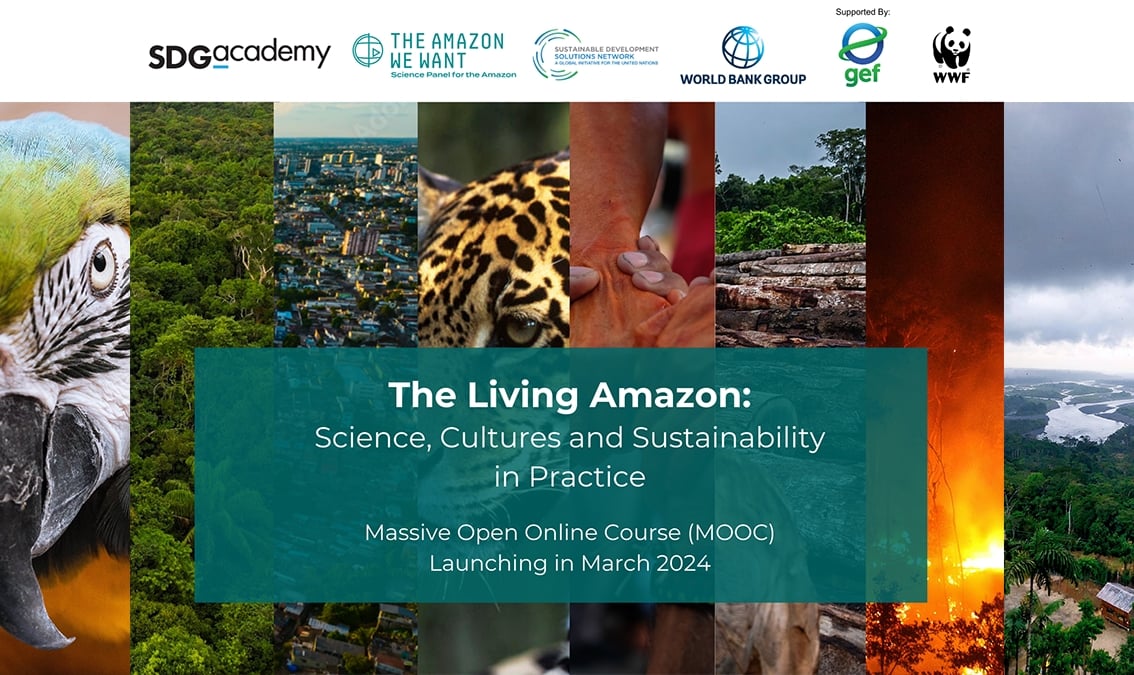 Supported By:
SDGacademy
THE AMAZON
WE WANT
Science Panel for the Amazon
SUSTAINABLE DEVELOPMENT
SOLUTIONS NETWORK
A GLOBAL INITIATIVE FOR THE UNITED NATIONS
WORLD BANK GROUP
gef
WWF
The Living Amazon:
Science, Cultures and Sustainability
in Practice
Massive Open Online Course (MOOC)
Launching in March 2024